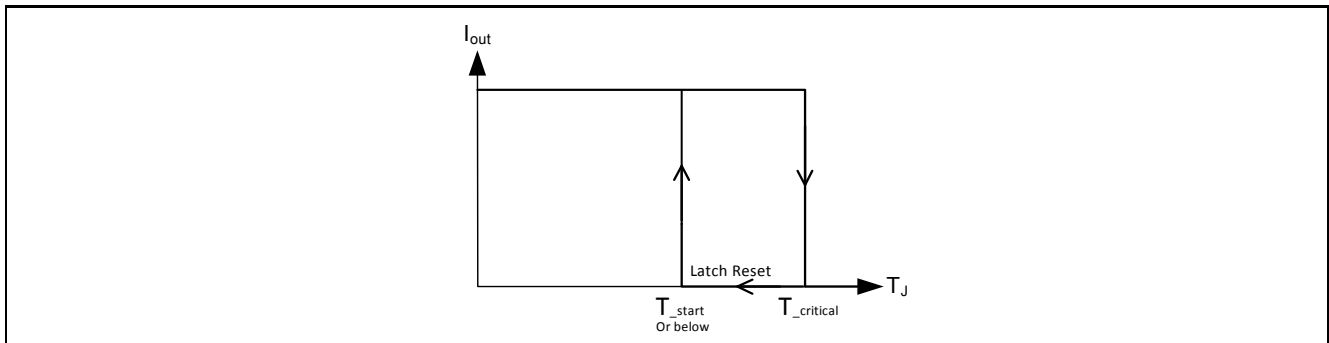 Iout
Latch Reset
TJ
T_start
T_critical
Or below